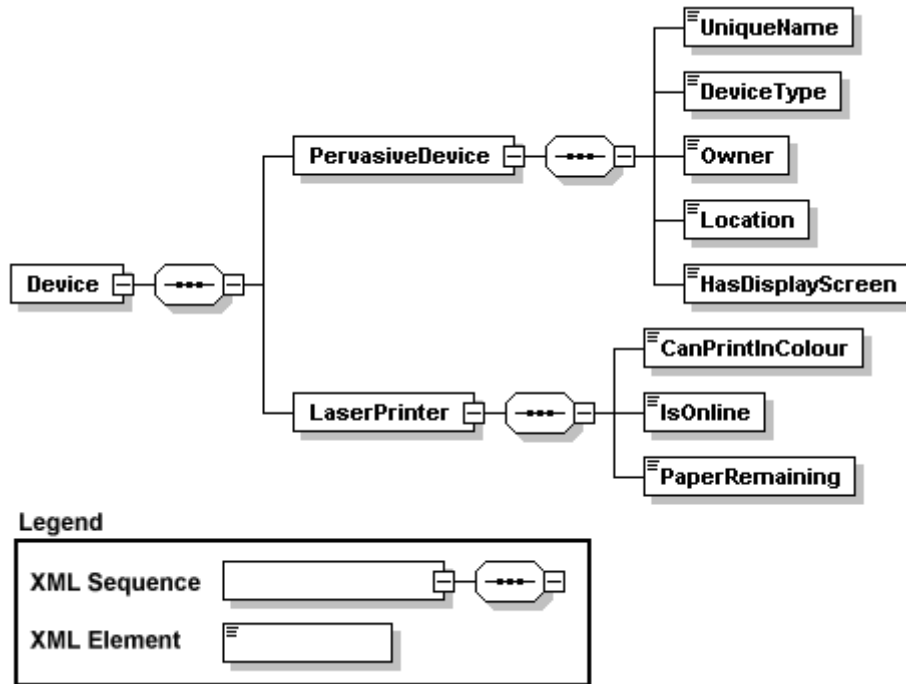 UniqueName
DeviceType
PervasiveDevice
Owner
Location
Device
HasDisplayScreen
CanPrintInColour
LaserPrinter
IsOnline
PaperRemaining
Legend
XML Sequence
XML Element